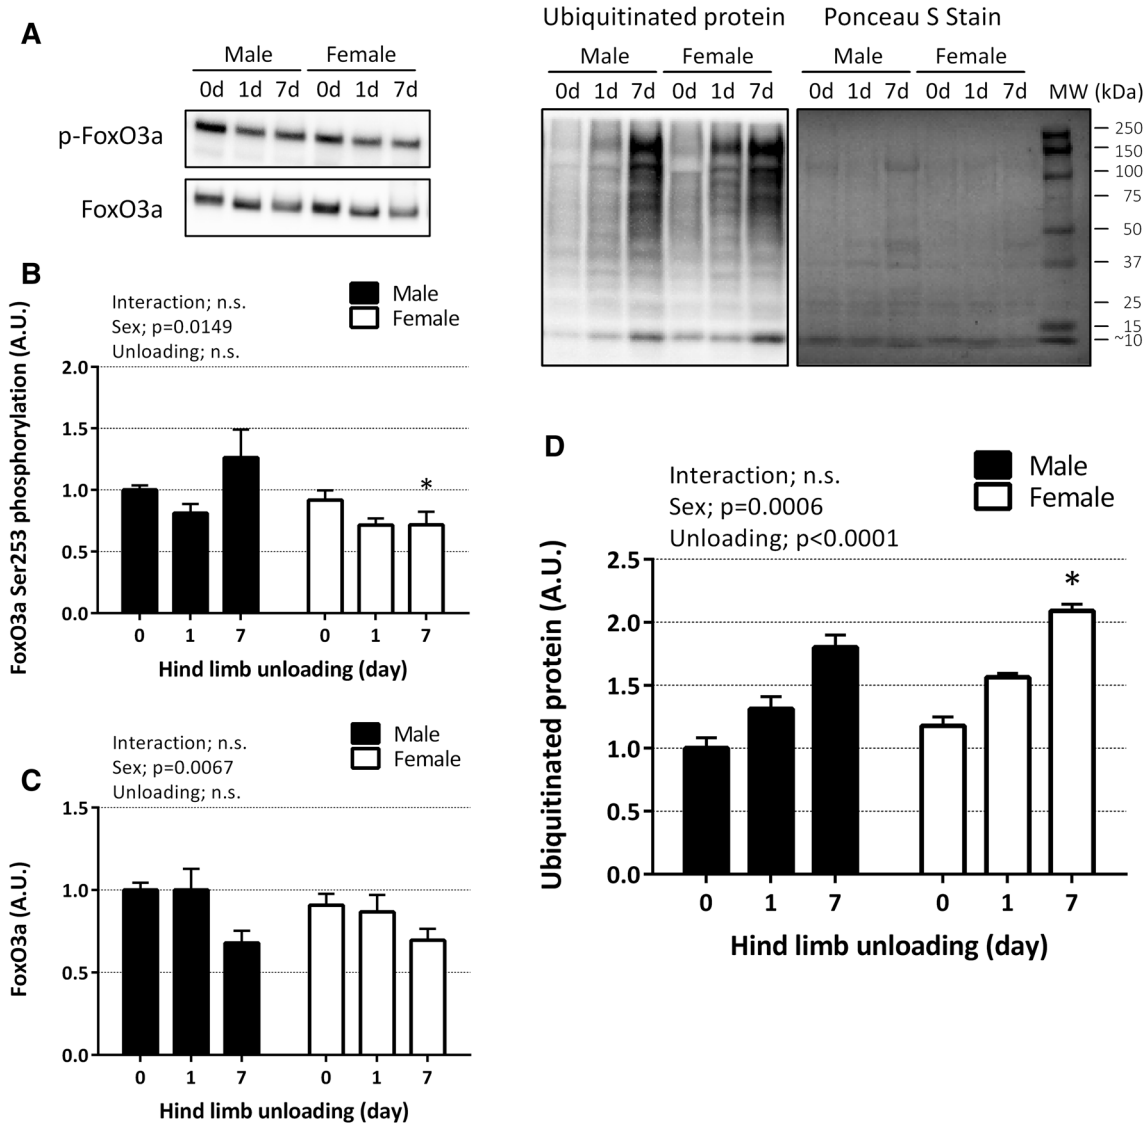 A
Male Female
0d 1d 7d 0d 1d 7d
p-FoxO3a
FoxO3a
Ubiquitinated protein Ponceau S Stain
Male Female Male Female
0d 1d 7d 0d 1d 7d 0d 1d 7d 0d 1d 7d MW (kDa)
250
150
100
75
50
37
25
15
~10
B
Interaction; n.s.
Sex; p=0.0149
Unloading; n.s.
Male
Female
FoxO3a Ser253 phosphorylation (A.U.)
2.0
1.5
1.0
0.5
0.0
*
0 1 7 0 1 7
Hind limb unloading (day)
C
Interaction; n.s.
Sex; p=0.0067
Unloading; n.s.
Male
Female
FoxO3a (A.U.)
1.5
1.0
0.5
0.0
0 1 7 0 1 7
Hind limb unloading (day)
D
Interaction; n.s.
Sex; p=0.0006
Unloading; p<0.0001
Male
Female
Ubiquitinated protein (A.U.)
2.5
2.0
1.5
1.0
0.5
0.0
*
0 1 7 0 1 7
Hind limb unloading (day)